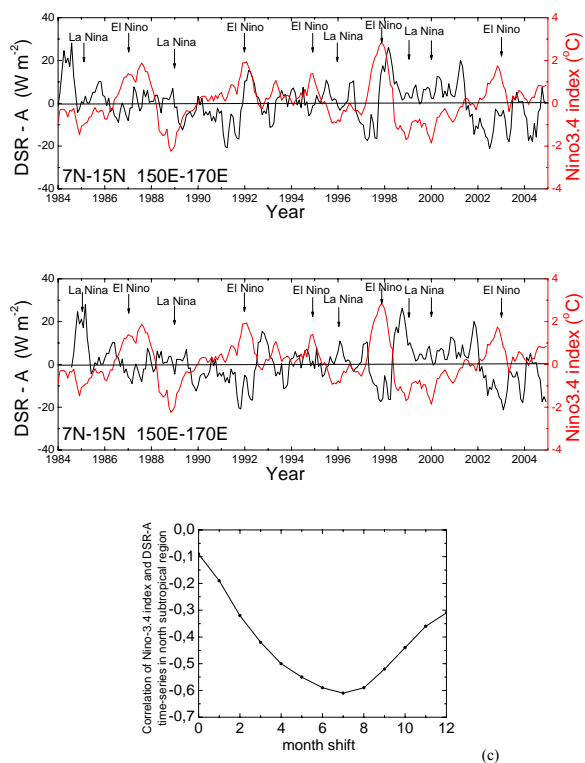 El Nino El Nino El Nino El Nino El Nino
La Nina La Nina La Nina La Nina
DSR - A (W m-2)
40
20
0
-20
-40
4
2
0
-2
-4
Nino3.4 index (°C)
7N-15N 150E-170E
1984 1986 1988 1990 1992 1994 1996 1998 2000 2002 2004
Year
El Nino El Nino El Nino El Nino El Nino
La Nina La Nina La Nina La Nina
DSR - A (W m-2)
40
20
0
-20
-40
4
2
0
-2
-4
Nino3.4 index (°C)
7N-15N 150E-170E
1984 1986 1988 1990 1992 1994 1996 1998 2000 2002 2004
Year
Correlation of Nino-3.4 index and DSR-A
time-series in north subtropical region
0,0
-0,1
-0,2
-0,3
-0,4
-0,5
-0,6
-0,7
0 2 4 6 8 10 12
month shift
(c)